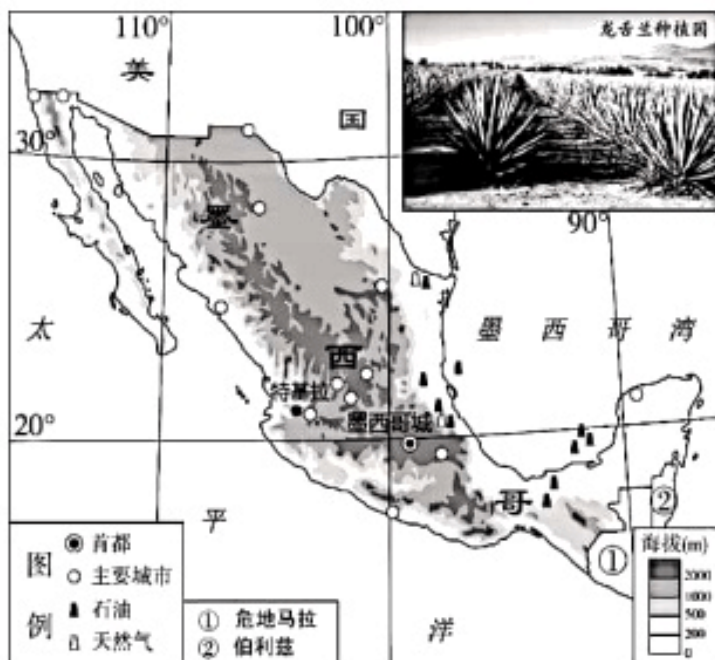 110°
100°
龙舌兰种植园
美
国
30°
90°
墨
太
墨西哥湾
西
特基拉
墨西哥城
20°
哥
②
平
①
图例
首都
主要城市
石油
天然气
① 危地马拉
② 伯利兹
洋
海拔(m)
2000
1000
500
200
0